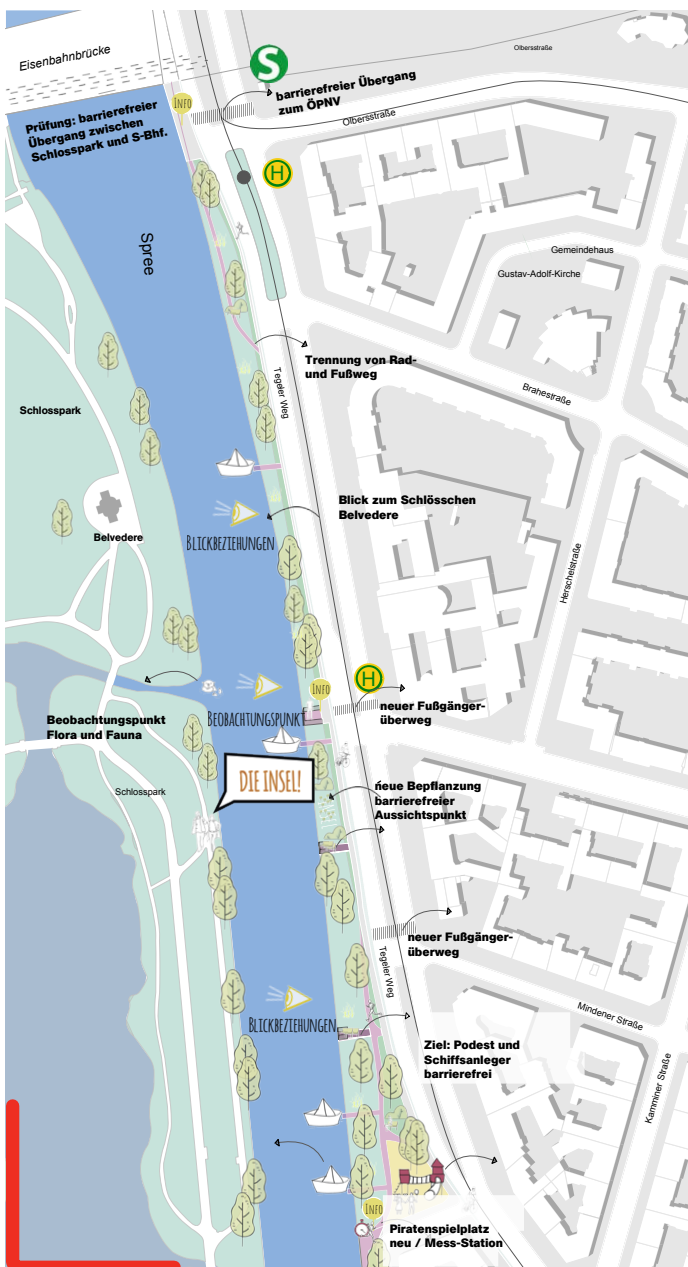 Eisenbahnbrücke
Olbersstraße
S
barrierefreier Übergang
zum ÖPNV
INFO
Olbersstraße
Prüfung: barrierefreier
Übergang zwischen
Schlosspark und S-Bhf.
H
Spree
Gemeindehaus
Gustav-Adolf-Kirche
Trennung von Rad-
und Fußweg
Tegeler Weg
Brahestraße
Schlosspark
Blick zum Schlösschen
Belvedere
Belvedere
BLICKBEZIEHUNGEN
Herschelstraße
H
INFO
neuer Fußgänger-
überweg
Beobachtungspunkt
Flora und Fauna
BEOBACHTUNGSPUNKT
DIE INSEL!
Schlosspark
neue Bepflanzung
barrierefreier
Aussichtspunkt
neuer Fußgänger-
überweg
Tegeler Weg
BLICKBEZIEHUNGEN
Mindener Straße
Ziel: Podest und
Schiffsanleger
barrierefrei
Kamminer Straße
INFO
Piratenspielplatz
neu / Mess-Station